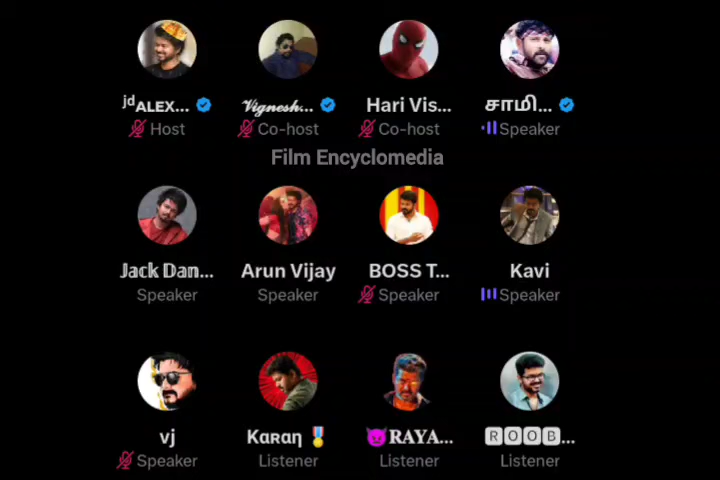 ʲᵈALEX... 𝓥𝓲𝓰𝓷𝓮𝓼𝓱... Hari Vis... சாமி...
Host Co-host Co-host Speaker
Film Encyclomedia
𝕁𝕒𝕔𝕜 𝔻𝕒𝕟... Arun Vijay BOSS T... Kavi
Speaker Speaker Speaker Speaker
vj Kαʀαη 🎖 😈𝐑𝐀𝐘𝐀... 🅁🄾🄾🄱...
Speaker Listener Listener Listener